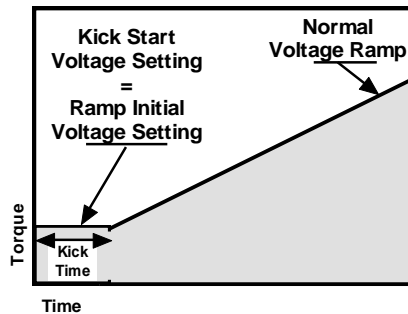 Kick Start
Voltage Setting
=
Ramp Initial
Voltage Setting
Normal
Voltage Ramp
Torque
Kick
Time
Time